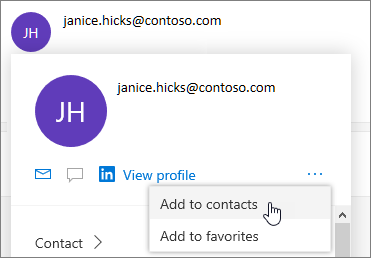 JH janice.hicks@contoso.com
JH janice.hicks@contoso.com
in View profile ...
Add to contacts
Add to favorites
Contact >